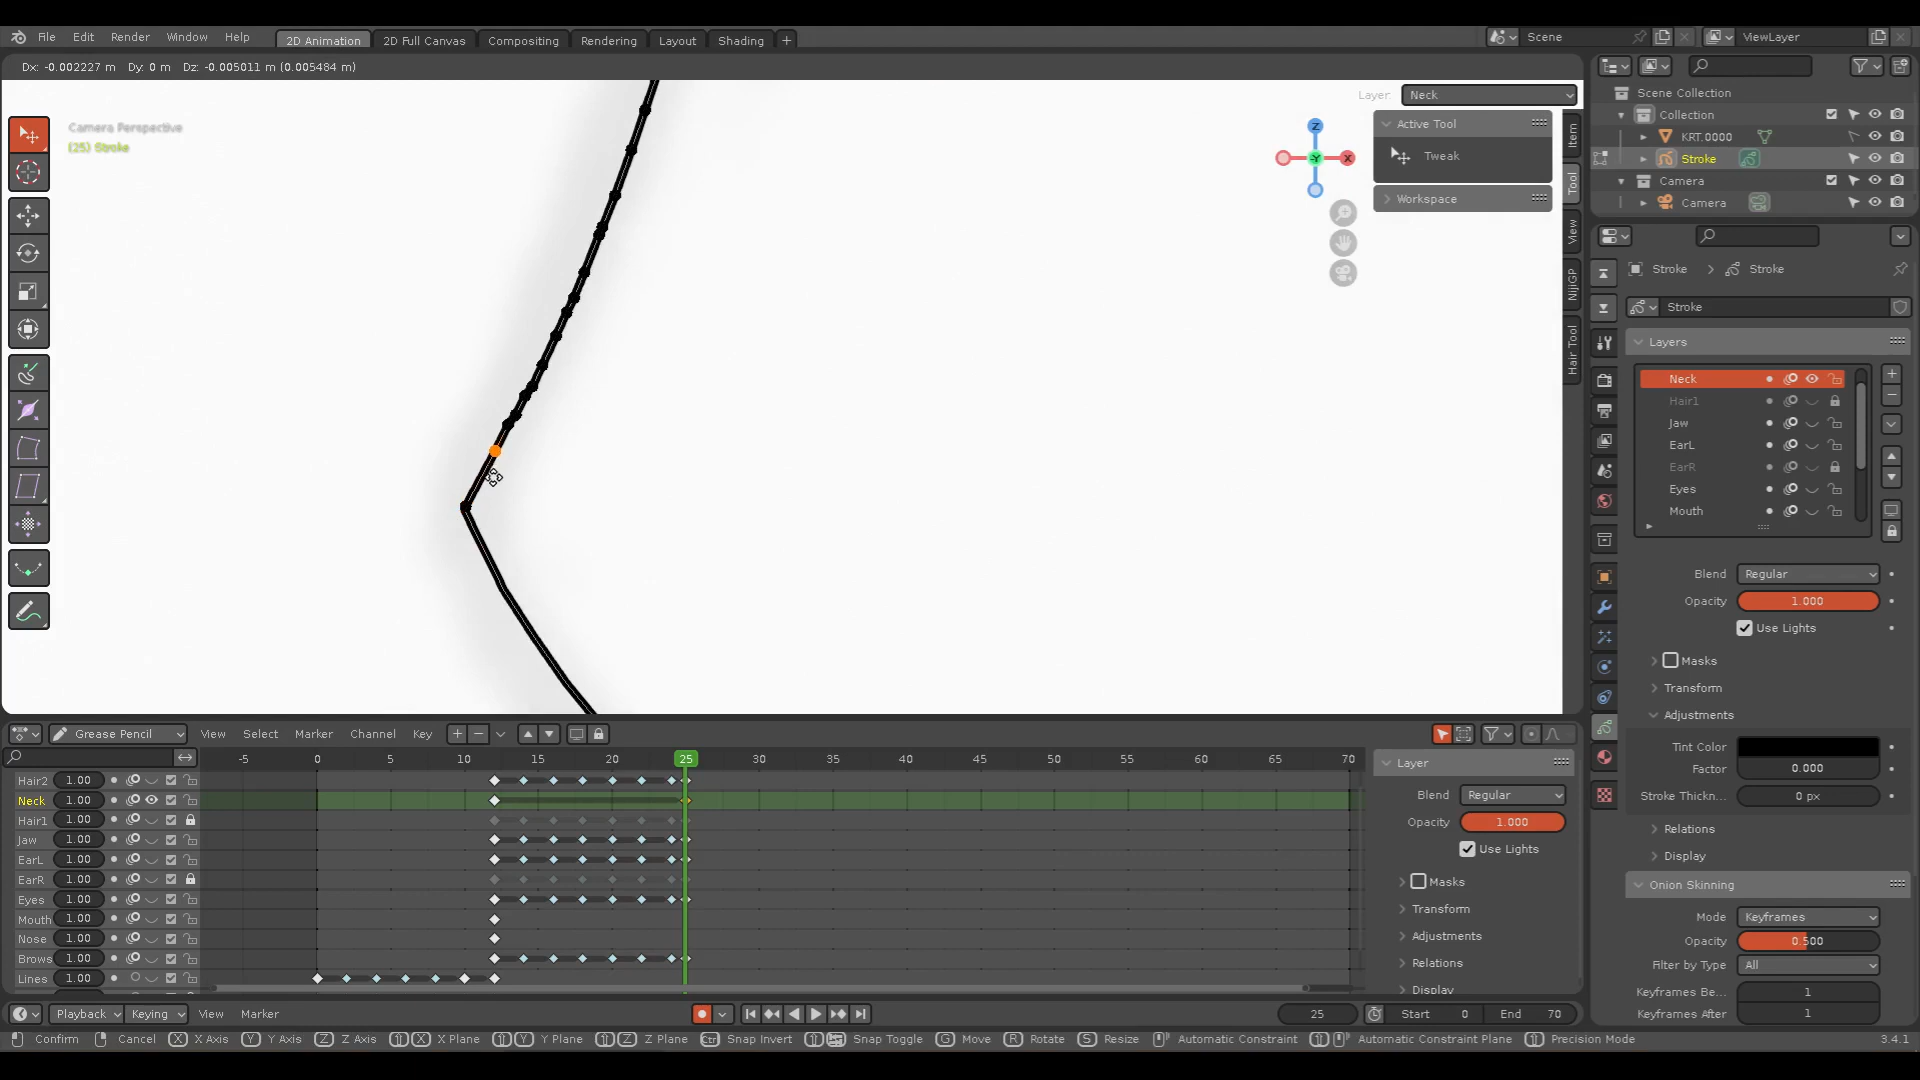 File Edit Render Window Help 2D Animation 2D Full Canvas Compositing Rendering Layout Shading + Scene ViewLayer
Dx: -0.002227 m Dy: 0 m Dz: -0.005011 m (0.005484 m)
Camera Perspective
(25) Stroke
Layer: Neck
Active Tool
Tweak
Workspace
Z
-Y X
Item
Tool
View
NijiGP
Hair Tool
Scene Collection
Collection
KRT.0000
Stroke
Camera
Camera
Stroke > Stroke
Stroke
Layers
Neck
Hair1
Jaw
EarL
EarR
Eyes
Mouth
Blend Regular
Opacity 1.000
Use Lights
Masks
Transform
Adjustments
Tint Color
Factor 0.000
Stroke Thickn... 0 px
Relations
Display
Onion Skinning
Mode Keyframes
Opacity 0.500
Filter by Type All
Keyframes Be... 1
Keyframes After 1
Grease Pencil View Select Marker Channel Key
-5 0 5 10 15 20 25 30 35 40 45 50 55 60 65 70
Hair2 1.00
Neck 1.00
Hair1 1.00
Jaw 1.00
EarL 1.00
EarR 1.00
Eyes 1.00
Mouth 1.00
Nose 1.00
Brows 1.00
Lines 1.00
Layer
Blend Regular
Opacity 1.000
Use Lights
Masks
Transform
Adjustments
Relations
Display
Playback Keying View Marker 25 Start 0 End 70
Confirm Cancel X X Axis Y Y Axis Z Z Axis X X Plane Y Y Plane Z Z Plane Ctrl Snap Invert Snap Toggle G Move R Rotate S Resize Automatic Constraint Automatic Constraint Plane Precision Mode 3.4.1